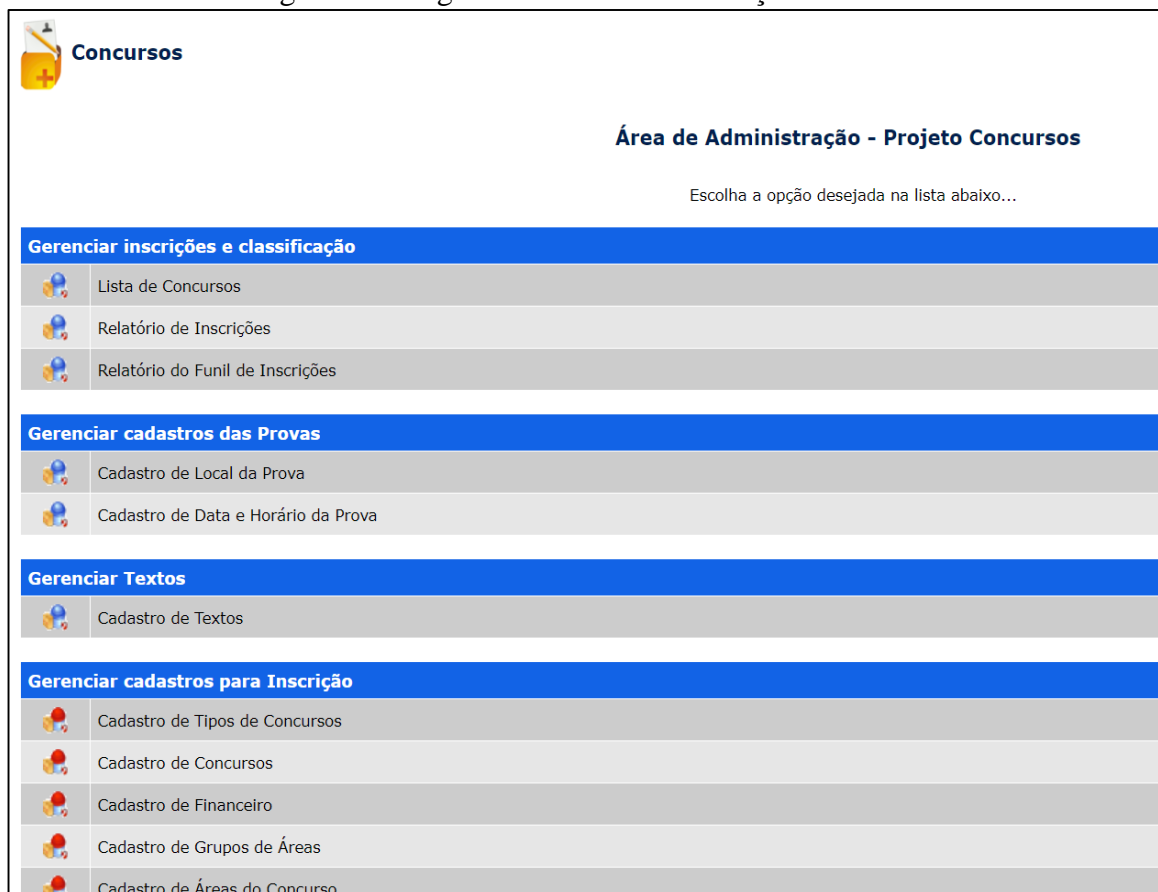 Concursos
Área de Administração - Projeto Concursos
Escolha a opção desejada na lista abaixo...
Gerenciar inscrições e classificação
Lista de Concursos
Relatório de Inscrições
Relatório do Funil de Inscrições
Gerenciar cadastros das Provas
Cadastro de Local da Prova
Cadastro de Data e Horário da Prova
Gerenciar Textos
Cadastro de Textos
Gerenciar cadastros para Inscrição
Cadastro de Tipos de Concursos
Cadastro de Concursos
Cadastro de Financeiro
Cadastro de Grupos de Áreas
Cadastro de Áreas do Concurso